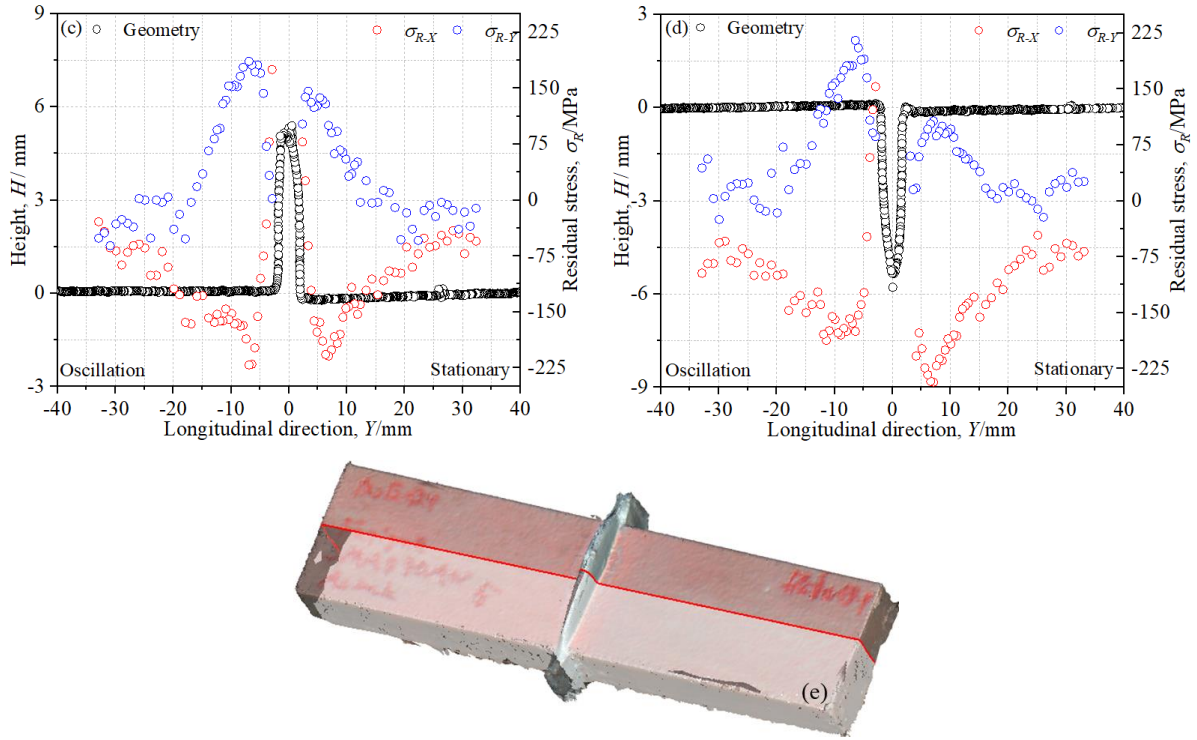 (c) Geometry σR-X σR-Y
9
6
3
0
-3
225
150
75
0
-75
-150
-225
Height, H / mm
Residual stress, σR/MPa
Oscillation Stationary
-40 -30 -20 -10 0 10 20 30 40
Longitudinal direction, Y/mm
(d) Geometry σR-X σR-Y
3
0
-3
-6
-9
225
150
75
0
-75
-150
-225
Height, H / mm
Residual stress, σR/MPa
Oscillation Stationary
-40 -30 -20 -10 0 10 20 30 40
Longitudinal direction, Y/mm
(e)